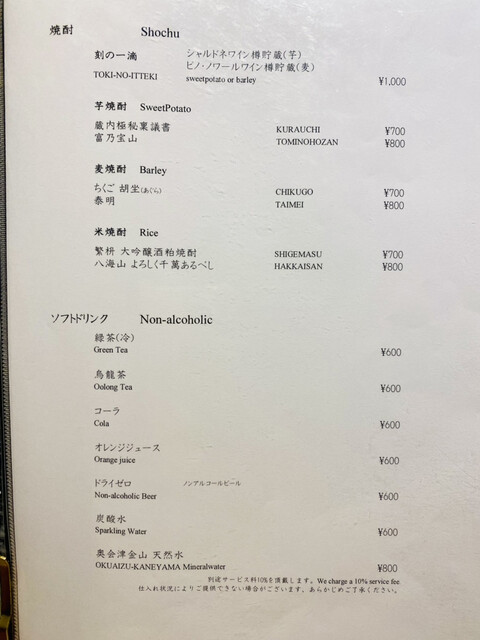 焼酎 Shochu
刻の一滴 シャルドネワイン樽貯蔵(芋)
ピノ・ノワールワイン樽貯蔵(麦)
TOKI-NO-ITTEKI sweetpotato or barley ¥1,000
芋焼酎 SweetPotato
蔵内極秘稟議書 KURAUCHI ¥700
富乃宝山 TOMINOHOZAN ¥800
麦焼酎 Barley
ちくご 胡坐(あぐら) CHIKUGO ¥700
泰明 TAIMEI ¥800
米焼酎 Rice
繁枡 大吟醸酒粕焼酎 SHIGEMASU ¥700
八海山 よろしく千萬あるべし HAKKAISAN ¥800
ソフトドリンク Non-alcoholic
緑茶(冷)
Green Tea ¥600
烏龍茶
Oolong Tea ¥600
コーラ
Cola ¥600
オレンジジュース
Orange juice ¥600
ドライゼロ ノンアルコールビール
Non-alcoholic Beer ¥600
炭酸水
Sparkling Water ¥600
奥会津金山 天然水
OKUAIZU-KANEYAMA Mineralwater ¥800
別途サービス料10%を頂戴します。We charge a 10% service fee.
仕入れ状況によりご提供できない場合がございます、あらかじめご了承ください。